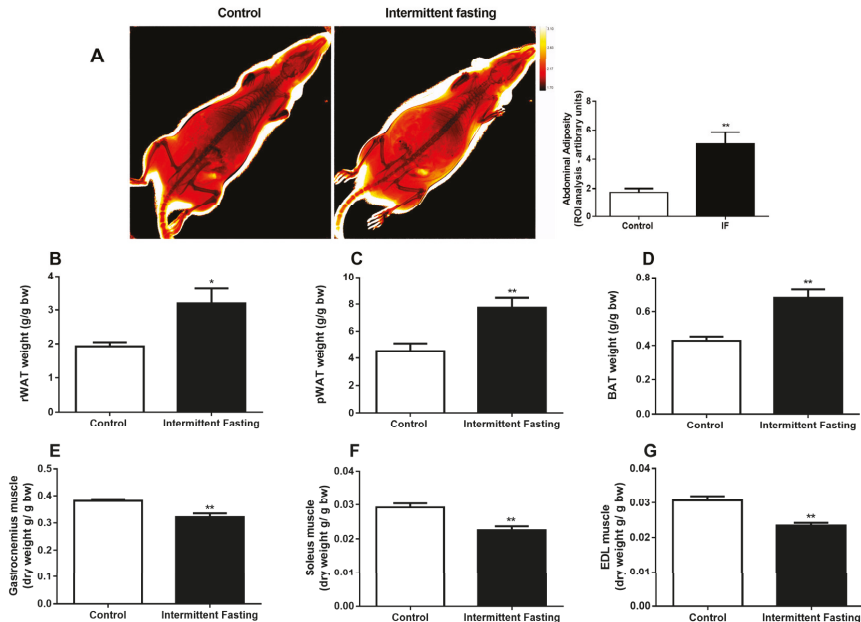 Control
Intermittent fasting
A
Abdominal Adiposity
(ROIanalysis - artibrary units)
8
6
4
2
0
**
Control
IF
B
rWAT weight (g/g bw)
4
3
2
1
0
*
Control
Intermittent Fasting
C
pWAT weight (g/g bw)
10
8
6
4
2
0
**
Control
Intermittent Fasting
D
BAT weight (g/g bw)
0.8
0.6
0.4
0.2
0.0
**
Control
Intermittent Fasting
E
Gasirocnemius muscle
(dry weight g/ g bw)
0.5
0.4
0.3
0.2
0.1
0.0
**
Control
Intermittent Fasting
F
Soleus muscle
(dry weight g/ g bw)
0.04
0.03
0.02
0.01
0.00
**
Control
Intermittent Fasting
G
EDL muscle
(dry weight g/ g bw)
0.04
0.03
0.02
0.01
0.00
**
Control
Intermittent Fasting